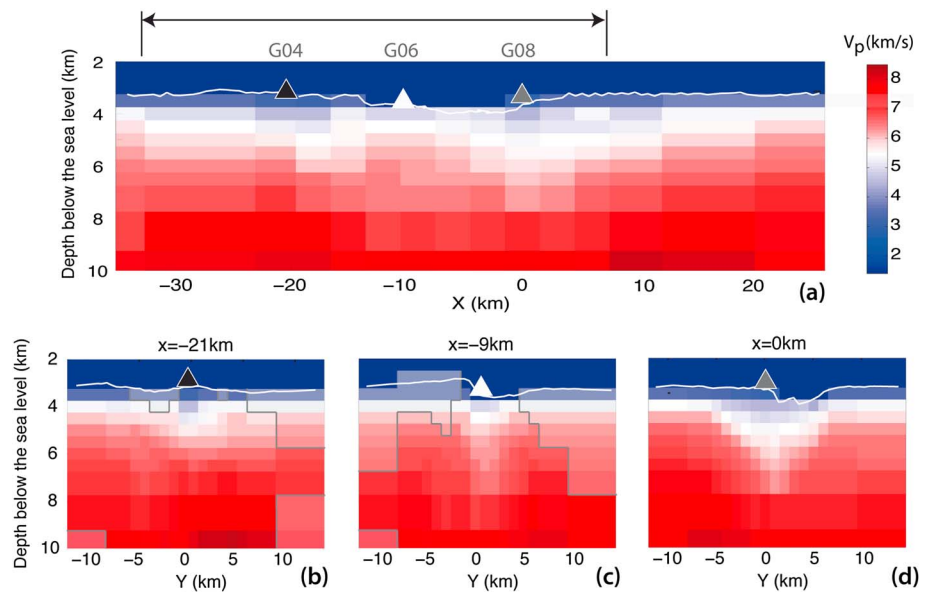 G04 G06 G08
Vp(km/s)
Depth below the sea level (km)
2
4
6
8
10
−30 −20 −10 0 10 20
X (km)
(a)
8
7
6
5
4
3
2
x=−21km x=−9km x=0km
Depth below the sea level (km)
2
4
6
8
10
−10 −5 0 5 10
Y (km)
(b)
−10 −5 0 5 10
Y (km)
(c)
−10 −5 0 5 10
Y (km)
(d)